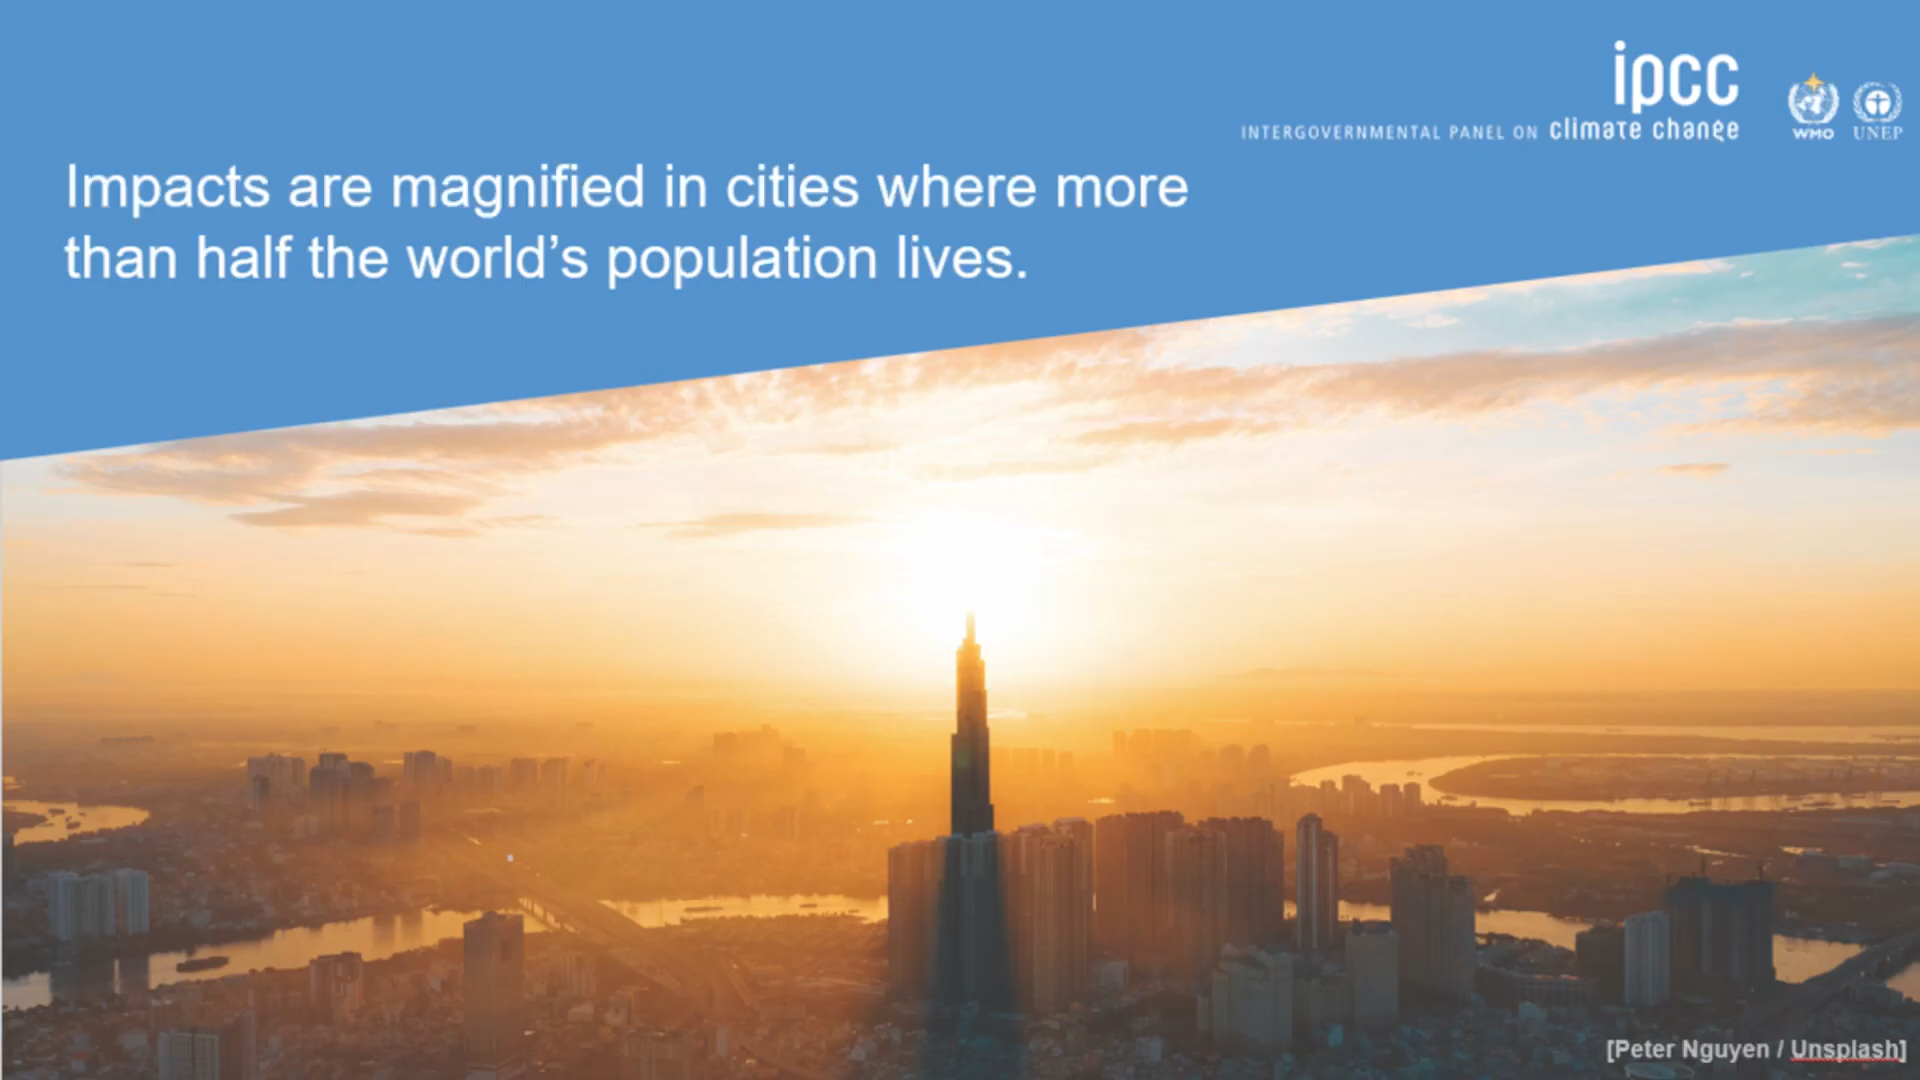 ipcc
INTERGOVERNMENTAL PANEL ON climate change
WMO UNEP
Impacts are magnified in cities where more
than half the world’s population lives.
[Peter Nguyen / Unsplash]